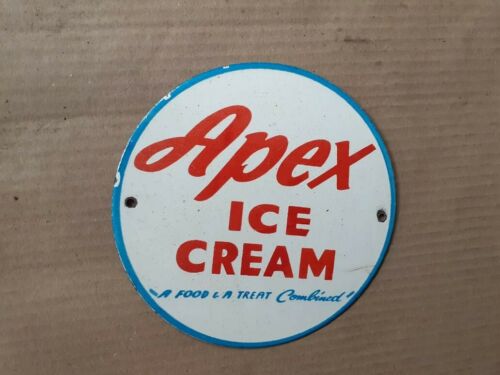 Apex
ICE
CREAM
"A FOOD & A TREAT Combined"